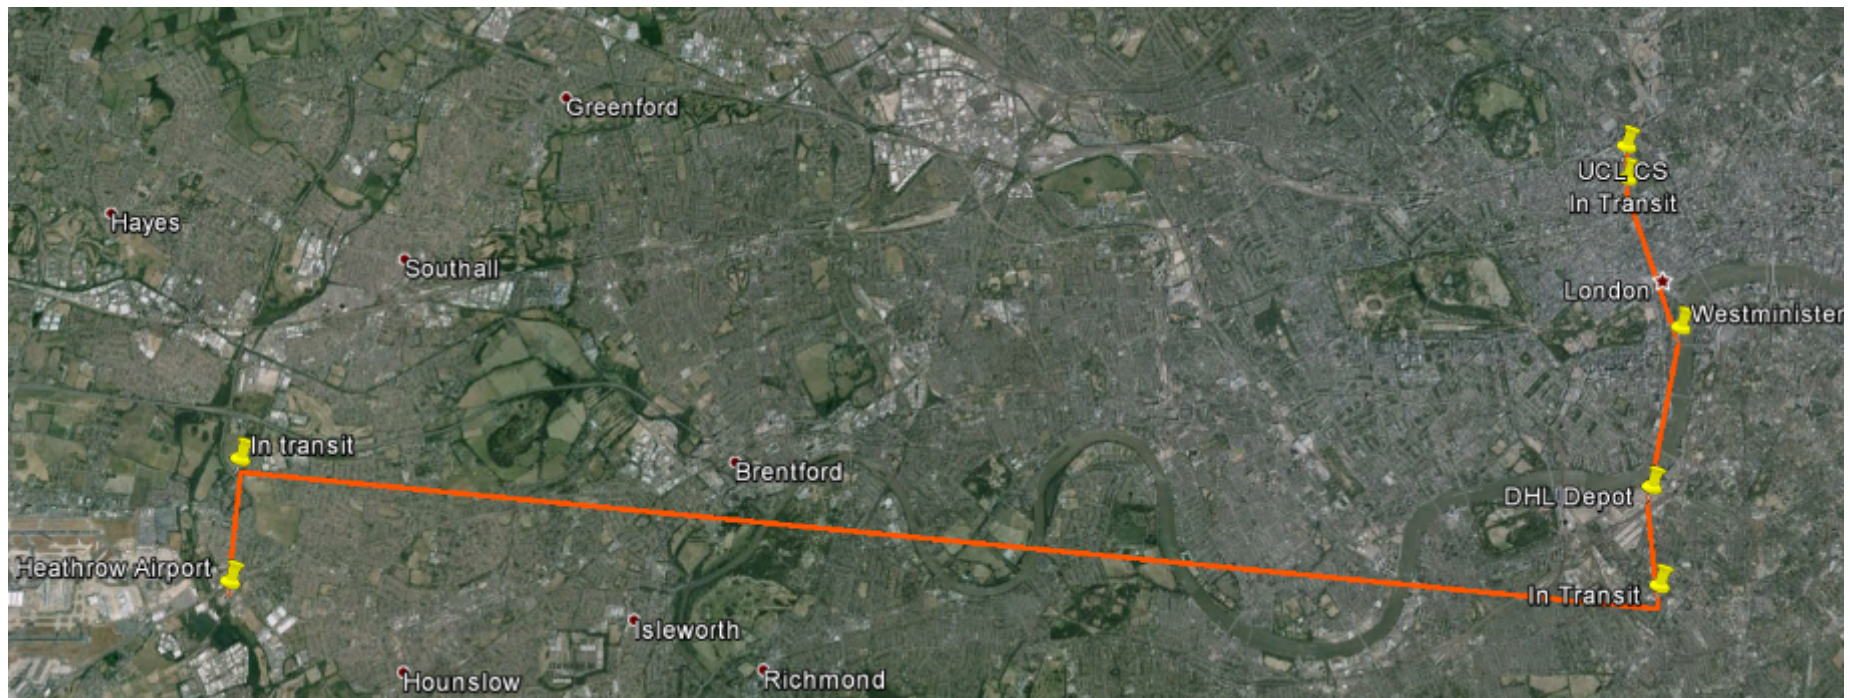 Greenford
UCL CS
In Transit
Hayes
Southall
London
Westminister
In transit
Brentford
DHL Depot
Heathrow Airport
In Transit
Isleworth
Hounslow
Richmond